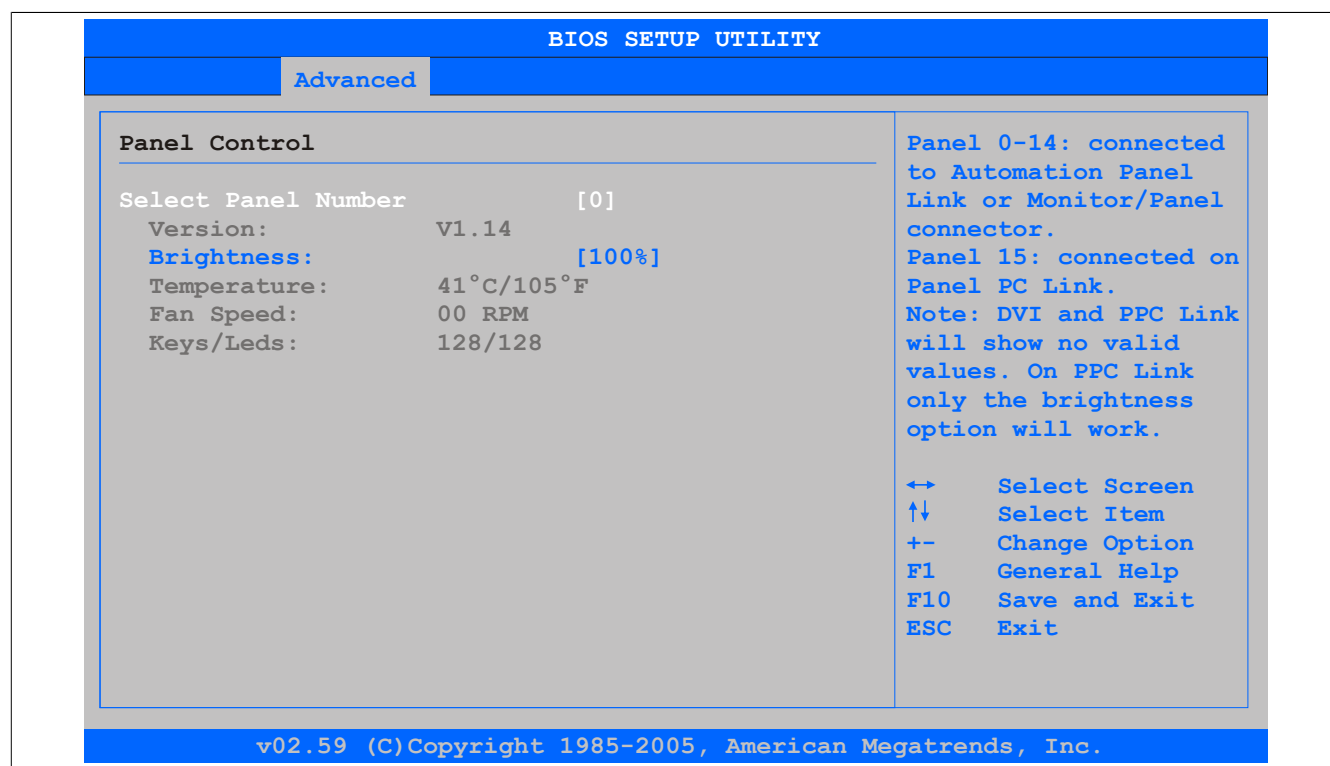 BIOS SETUP UTILITY
Advanced
Panel Control
Select Panel Number [0]
Version: V1.14
Brightness: [100%]
Temperature: 41°C/105°F
Fan Speed: 00 RPM
Keys/Leds: 128/128
Panel 0-14: connected
to Automation Panel
Link or Monitor/Panel
connector.
Panel 15: connected on
Panel PC Link.
Note: DVI and PPC Link
will show no valid
values. On PPC Link
only the brightness
option will work.
↔ Select Screen
↑↓ Select Item
+- Change Option
F1 General Help
F10 Save and Exit
ESC Exit
v02.59 (C)Copyright 1985-2005, American Megatrends, Inc.